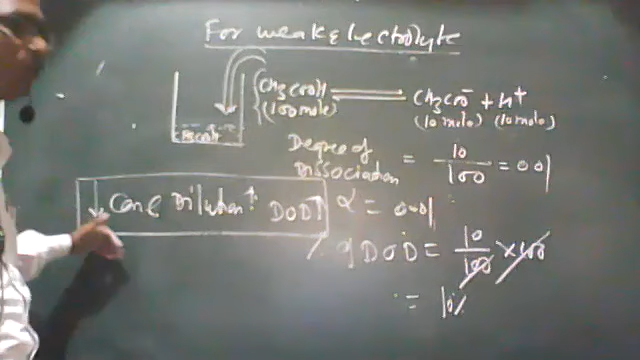 For weak Electrolyte
CH3COOH ⇌ CH3COO- + H+
(100 mole) (10 mole) (10 mole)
Degree of Dissociation = 10/100 = 0.01
↓ Conc Dilution ↑ DOD↑
α = 0.01
% of DOD = 10/100 × 100
∴ = 10%